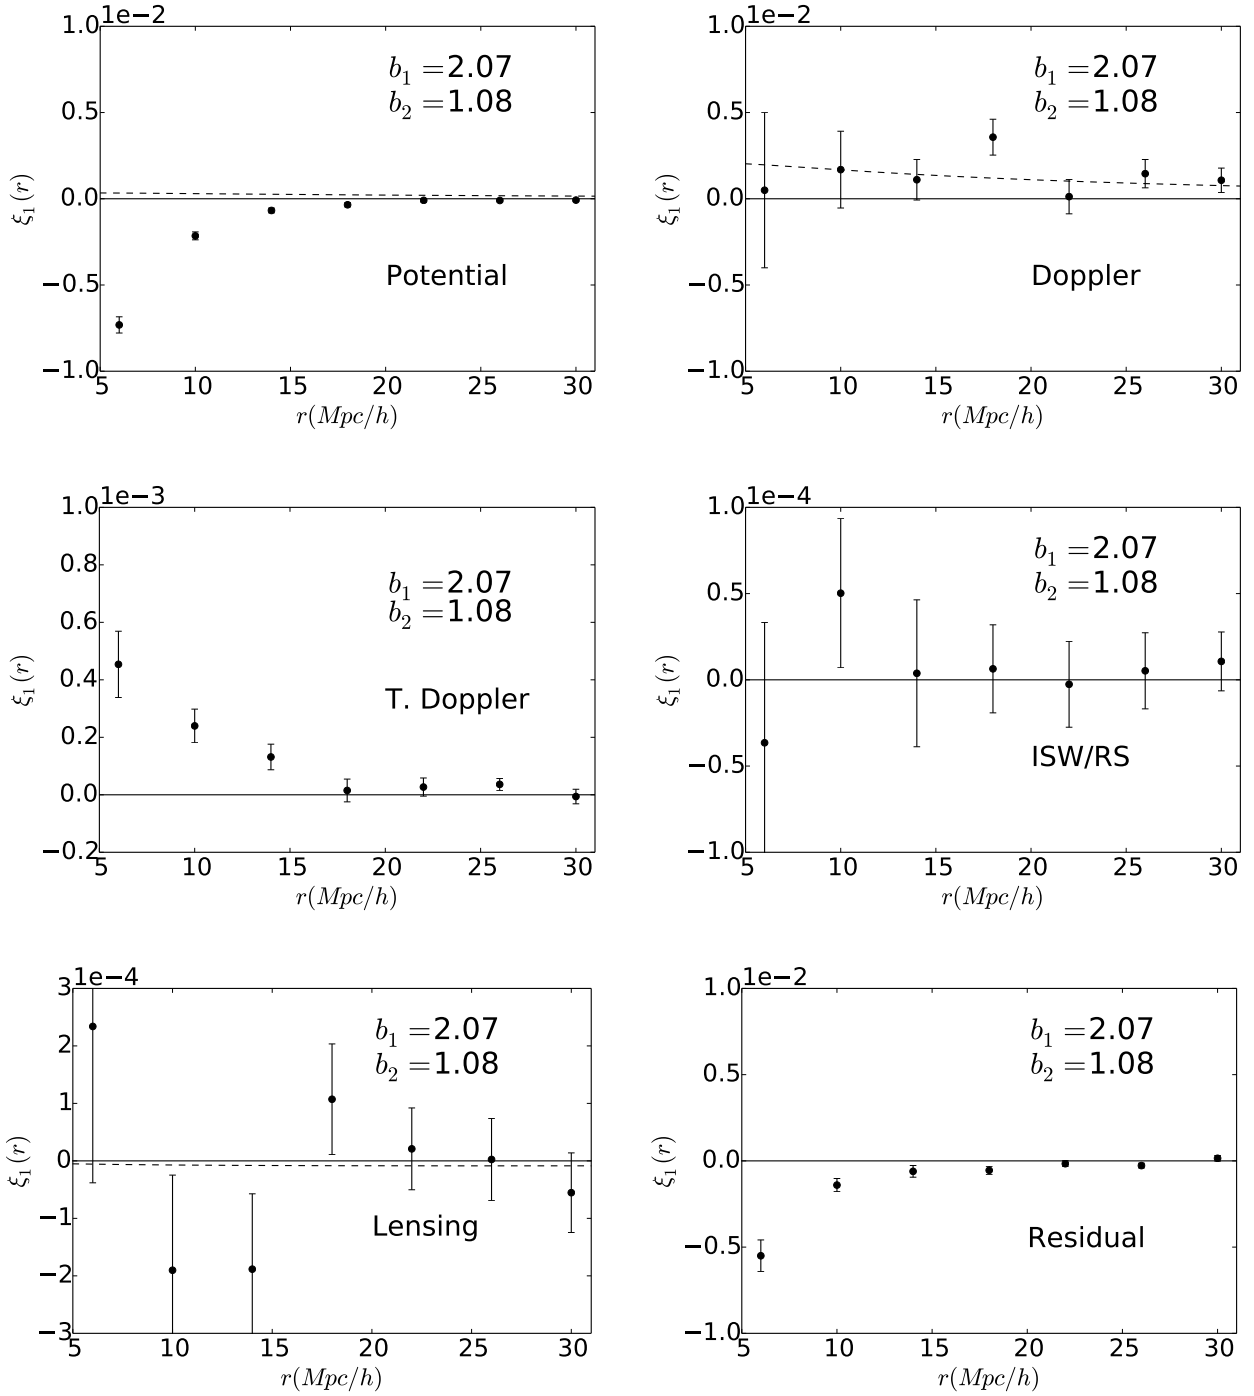 1e−2
1.0
0.5
0.0
−0.5
−1.0
ξ₁(r)
b₁ =2.07
b₂ =1.08
Potential
5 10 15 20 25 30
r(Mpc/h)
1e−2
1.0
0.5
0.0
−0.5
−1.0
ξ₁(r)
b₁ =2.07
b₂ =1.08
Doppler
5 10 15 20 25 30
r(Mpc/h)
1e−3
1.0
0.8
0.6
0.4
0.2
0.0
−0.2
ξ₁(r)
b₁ =2.07
b₂ =1.08
T. Doppler
5 10 15 20 25 30
r(Mpc/h)
1e−4
1.0
0.5
0.0
−0.5
−1.0
ξ₁(r)
b₁ =2.07
b₂ =1.08
ISW/RS
5 10 15 20 25 30
r(Mpc/h)
1e−4
3
2
1
0
−1
−2
−3
ξ₁(r)
b₁ =2.07
b₂ =1.08
Lensing
5 10 15 20 25 30
r(Mpc/h)
1e−2
1.0
0.5
0.0
−0.5
−1.0
ξ₁(r)
b₁ =2.07
b₂ =1.08
Residual
5 10 15 20 25 30
r(Mpc/h)